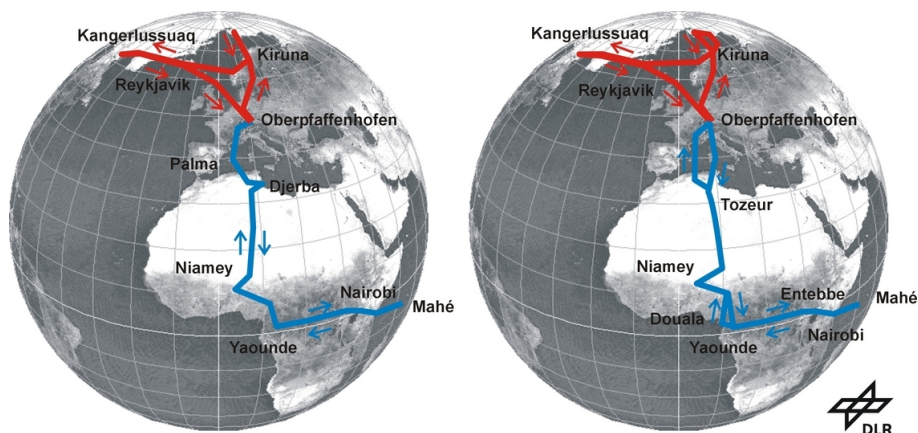 Kangerlussuaq
Kiruna
Reykjavik
Oberpfaffenhofen
Palma
Djerba
Niamey
Nairobi
Mahé
Yaounde
Kangerlussuaq
Kiruna
Reykjavik
Oberpfaffenhofen
Tozeur
Niamey
Entebbe
Mahé
Douala
Nairobi
Yaounde
DLR